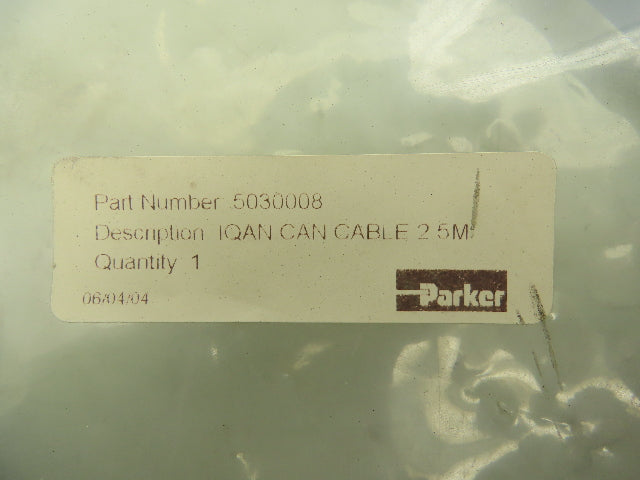 Part Number 5030008
Description IQAN CAN CABLE 2.5M
Quantity 1
06/04/04
Parker